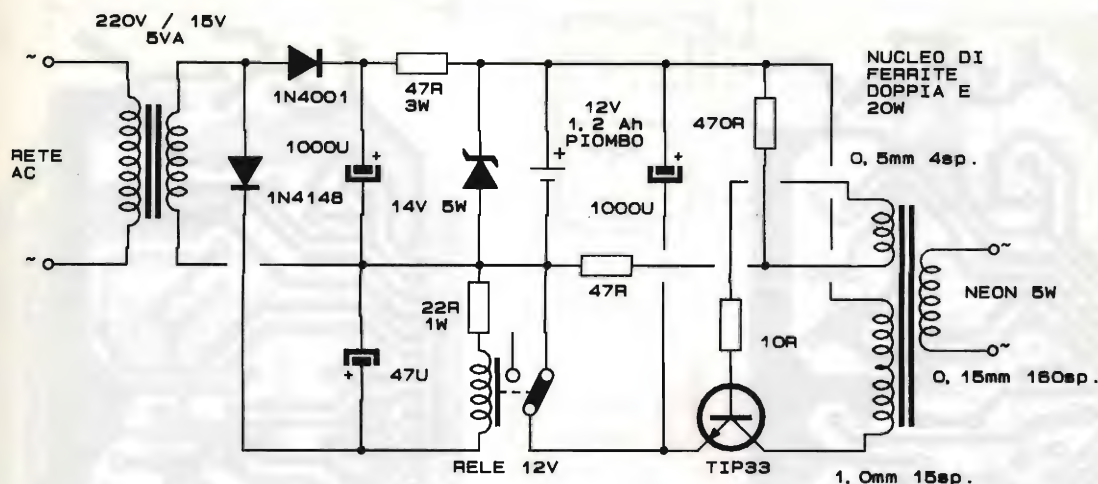 220V / 15V
5VA
~
~
RETE
AC
1N4001
1N4148
1000U
+
47R
3W
14V 5W
12V
1, 2 Ah
PIOMBO
+
+
1000U
470R
NUCLEO DI
FERRITE
DOPPIA E
20W
0, 5mm 4sp.
47R
22R
1W
+
47U
10R
~
NEON 5W
~
0, 15mm 160sp.
RELE 12V
TIP33
1, 0mm 15sp.